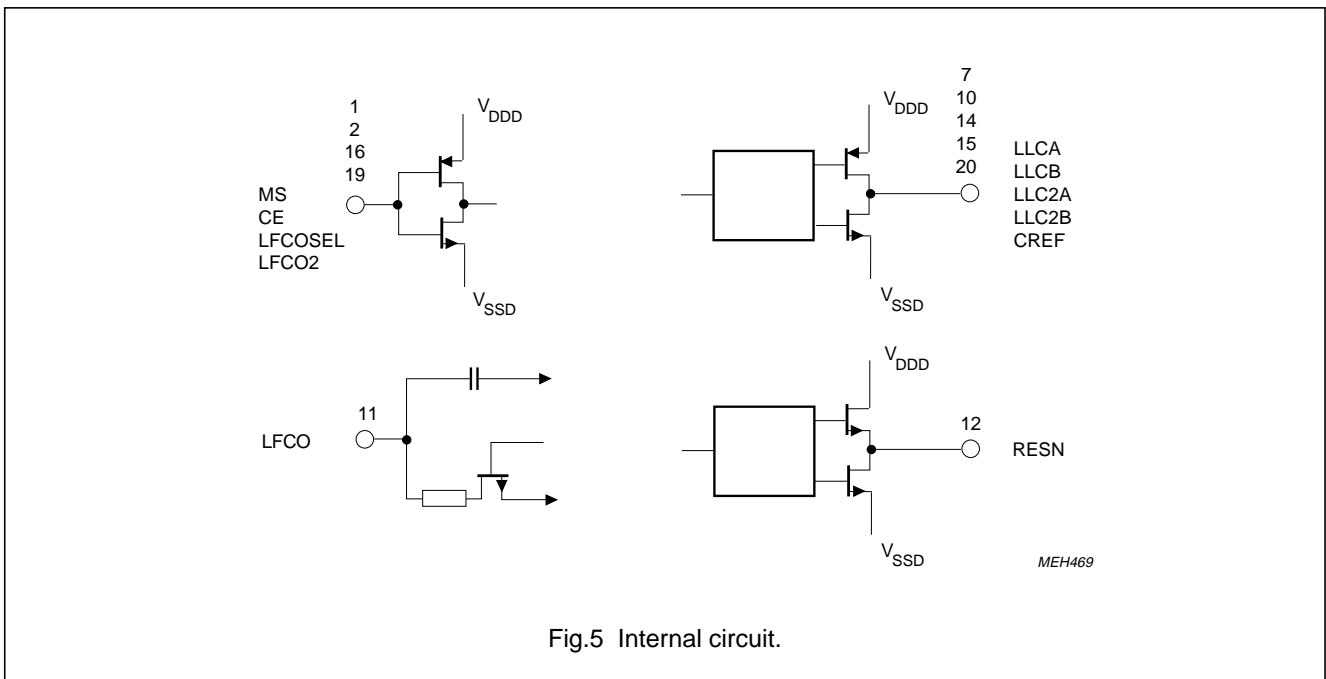 1
2
16
19
MS
CE
LFCOSEL
LFCO2
VDDD
VSSD
7
10
14
15
20
VDDD
LLCA
LLCB
LLC2A
LLC2B
CREF
VSSD
11
LFCO
VDDD
12
RESN
VSSD
MEH469
Fig.5 Internal circuit.